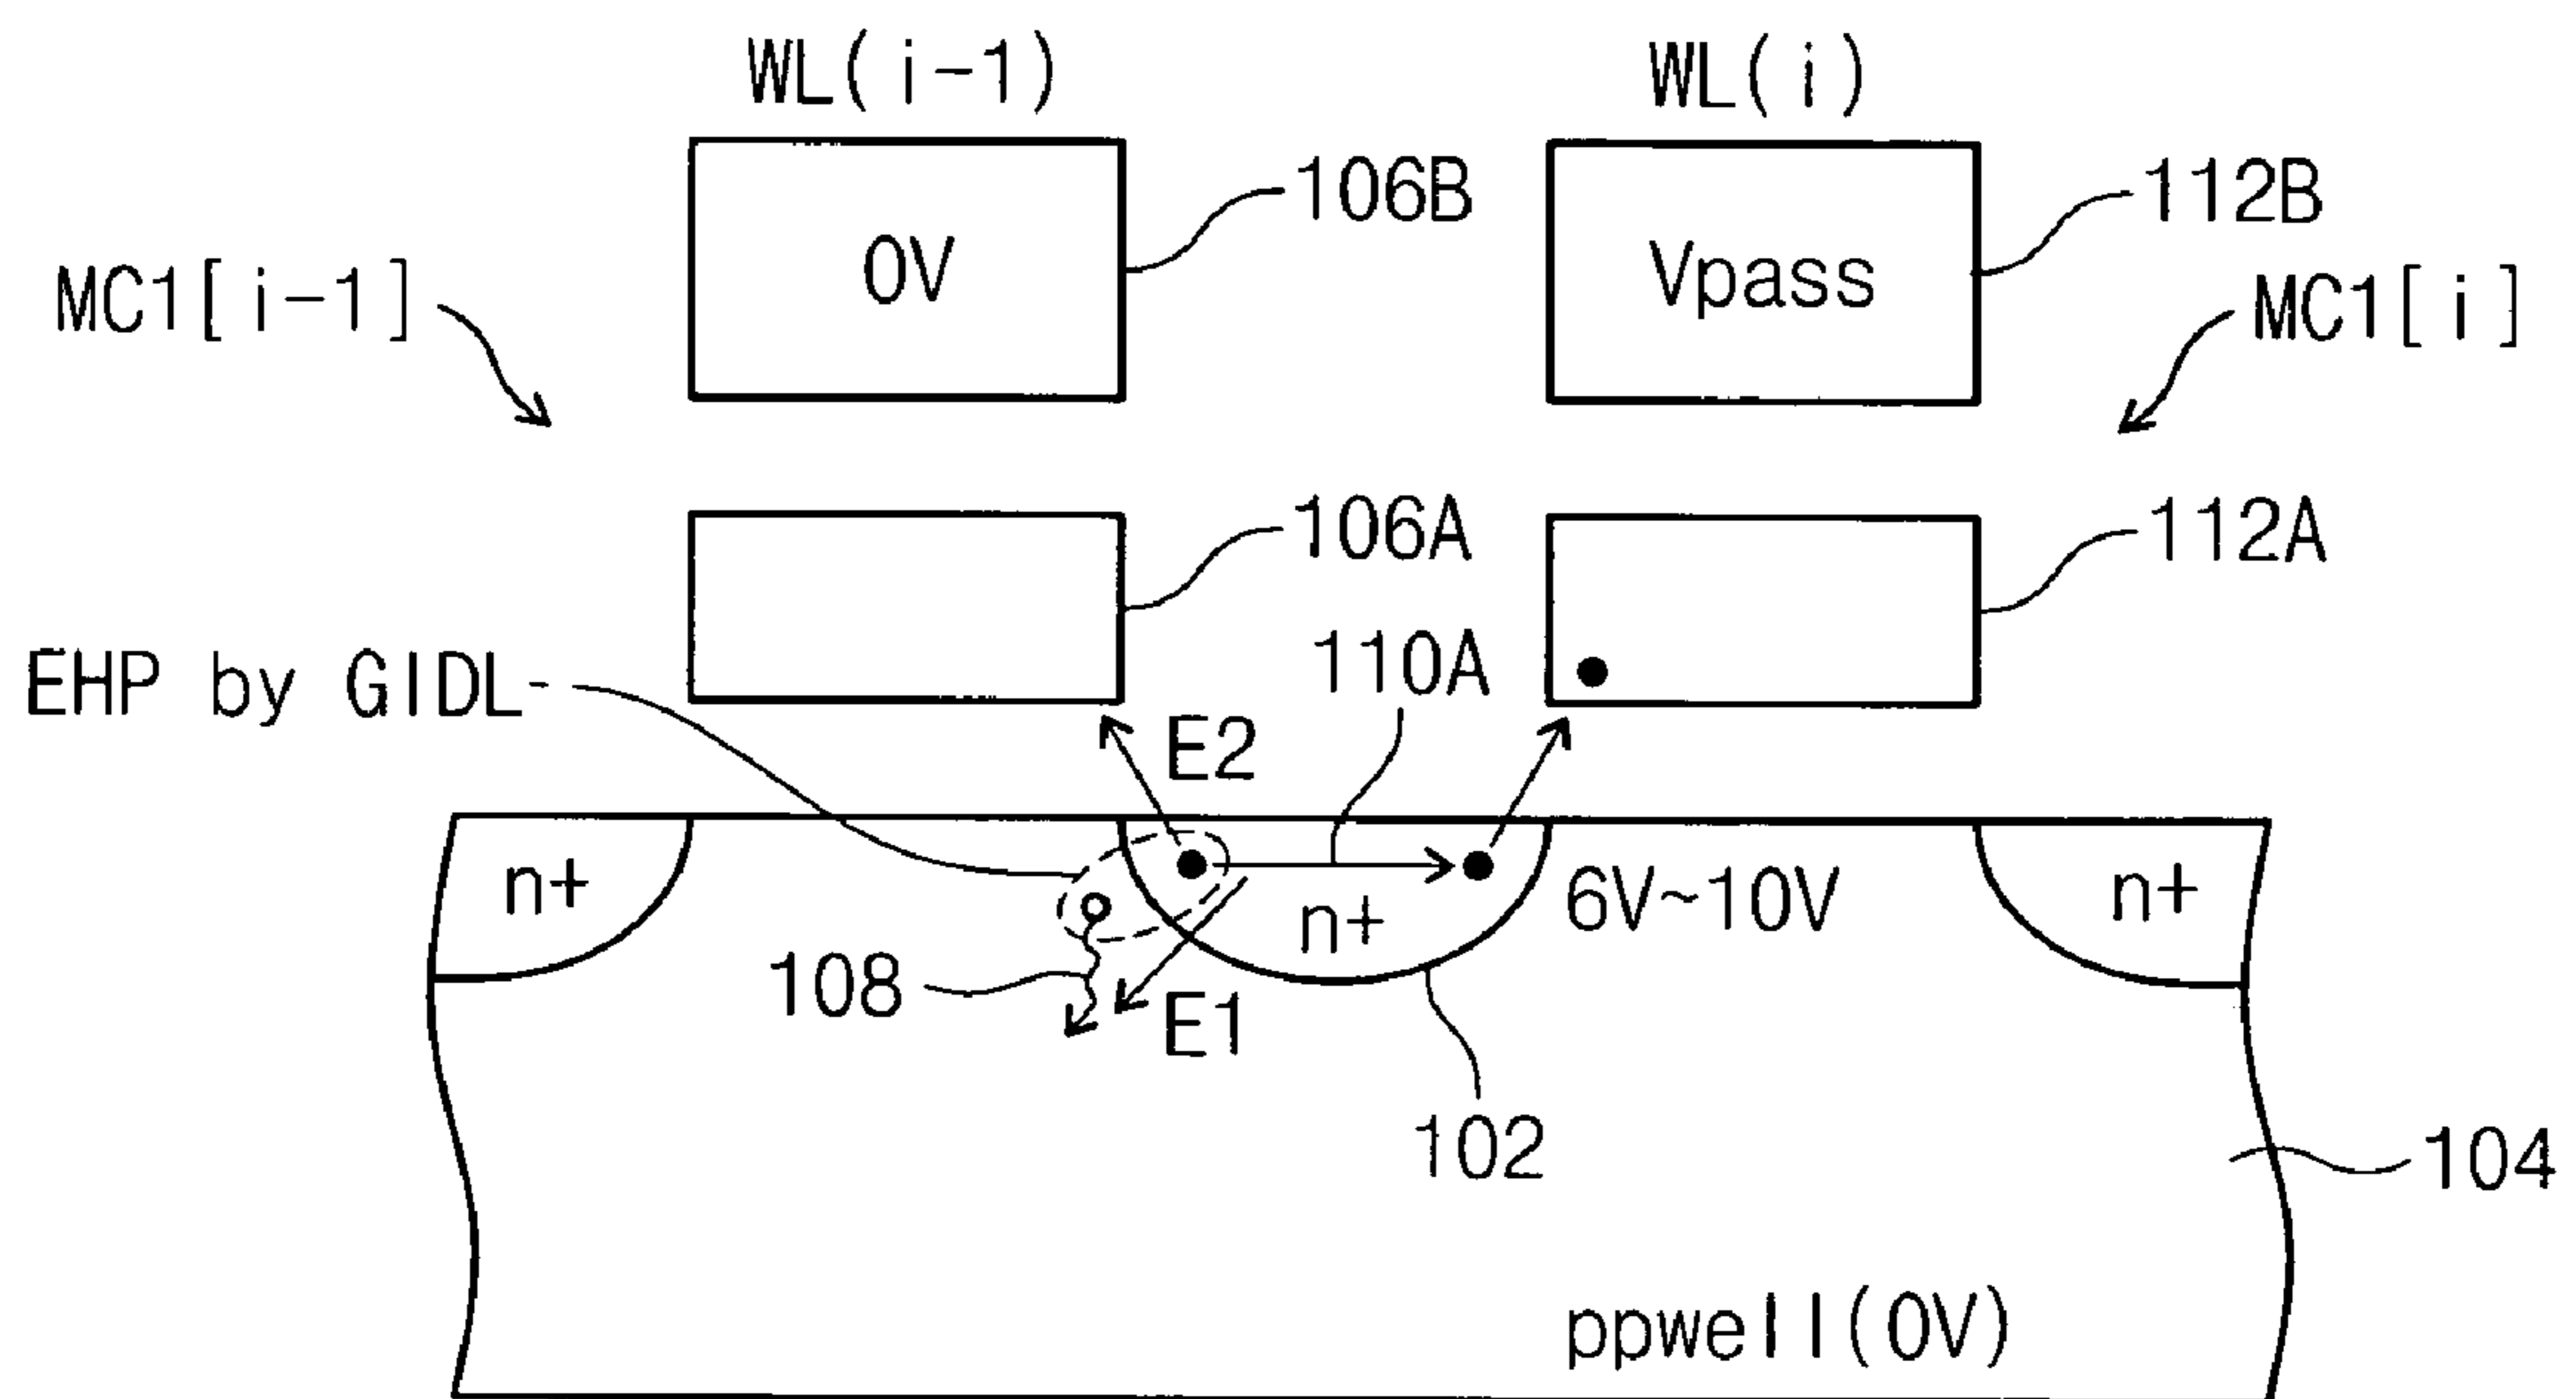 WL(i-1)
WL(i)
106B
112B
0V
Vpass
MC1[i-1]
MC1[i]
106A
112A
110A
EHP by GIDL
E2
n+
6V~10V
n+
n+
108
E1
102
104
ppwell(0V)